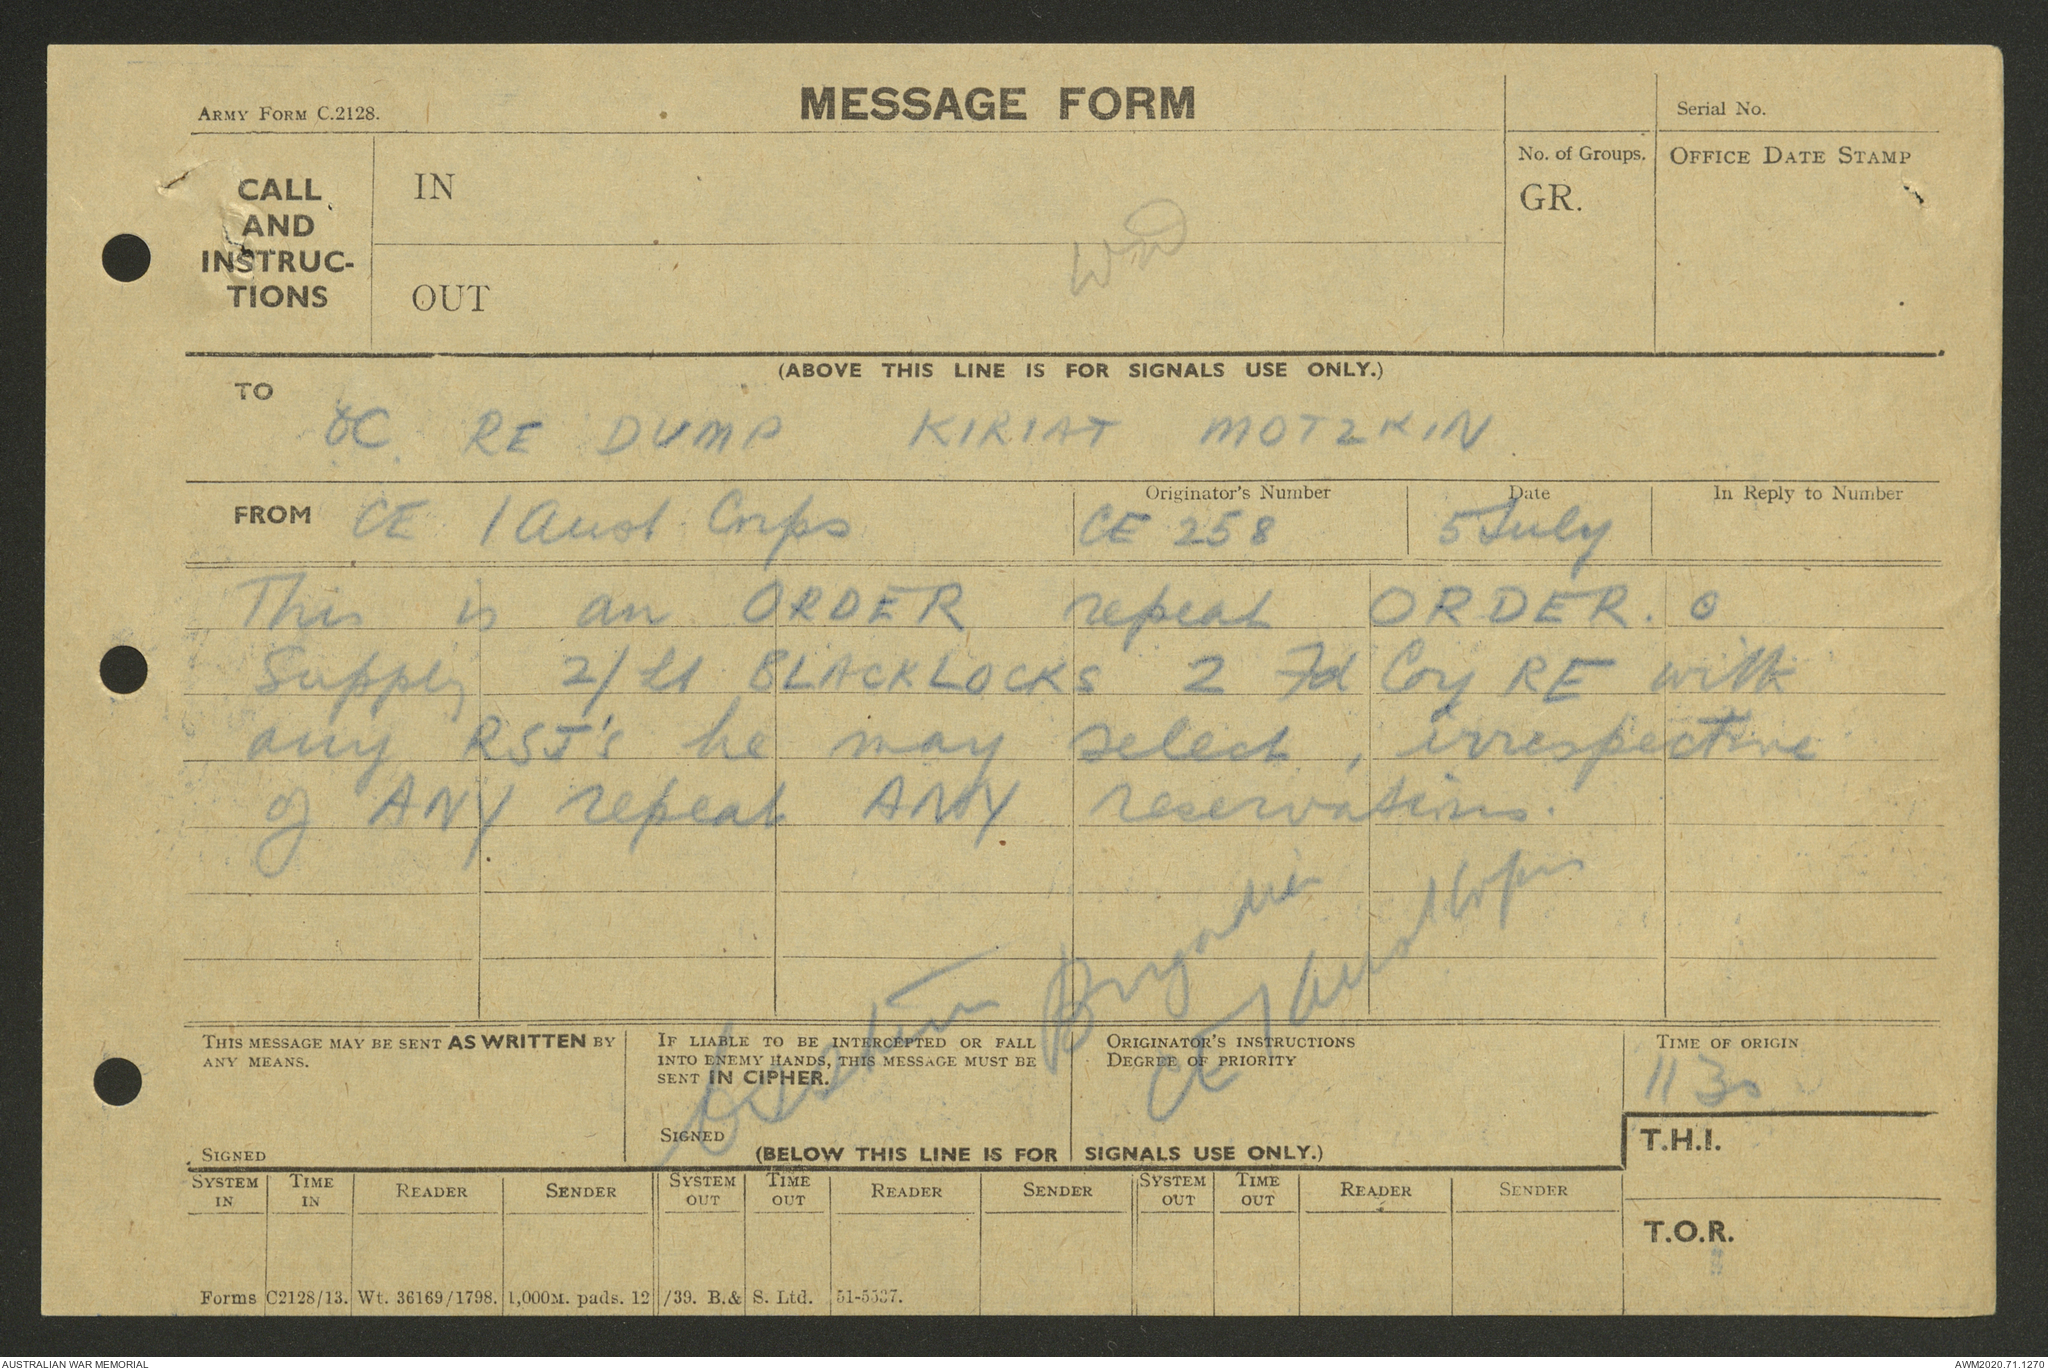 MESSAGE FORM
ARMY FORM C.2128.
Serial No.
CALL
AND
INSTRUC-
TIONS
IN
OUT
No. of Groups.
GR.
OFFICE DATE STAMP
(ABOVE THIS LINE IS FOR SIGNALS USE ONLY.)
TO
OC RE DUMP KIRIAT MOTZKIN
FROM CE 1 Aust Corps
Originator's Number
CE 258
Date
5 July
In Reply to Number
This is an ORDER repeat ORDER. o
Supply 2/Lt BLACKLOCKS 2 Fd Coy RE with
any RSJ's he may select, irrespective
of ANY repeat ANY reservations.
Brigadier
CE 1 Aust Corps
THIS MESSAGE MAY BE SENT AS WRITTEN BY
ANY MEANS.
SIGNED
IF LIABLE TO BE INTERCEPTED OR FALL
INTO ENEMY HANDS, THIS MESSAGE MUST BE
SENT IN CIPHER.
SIGNED
ORIGINATOR'S INSTRUCTIONS
DEGREE OF PRIORITY
TIME OF ORIGIN
1130
(BELOW THIS LINE IS FOR SIGNALS USE ONLY.)
T.H.I.
T.O.R.
SYSTEM IN TIME IN READER SENDER SYSTEM OUT TIME OUT READER SENDER SYSTEM OUT TIME OUT READER SENDER
Forms C2128/13. Wt. 36169/1798. 1,000M. pads. 12/39. B.& S. Ltd. 51-5537.
AUSTRALIAN WAR MEMORIAL
AWM2020.71.1270